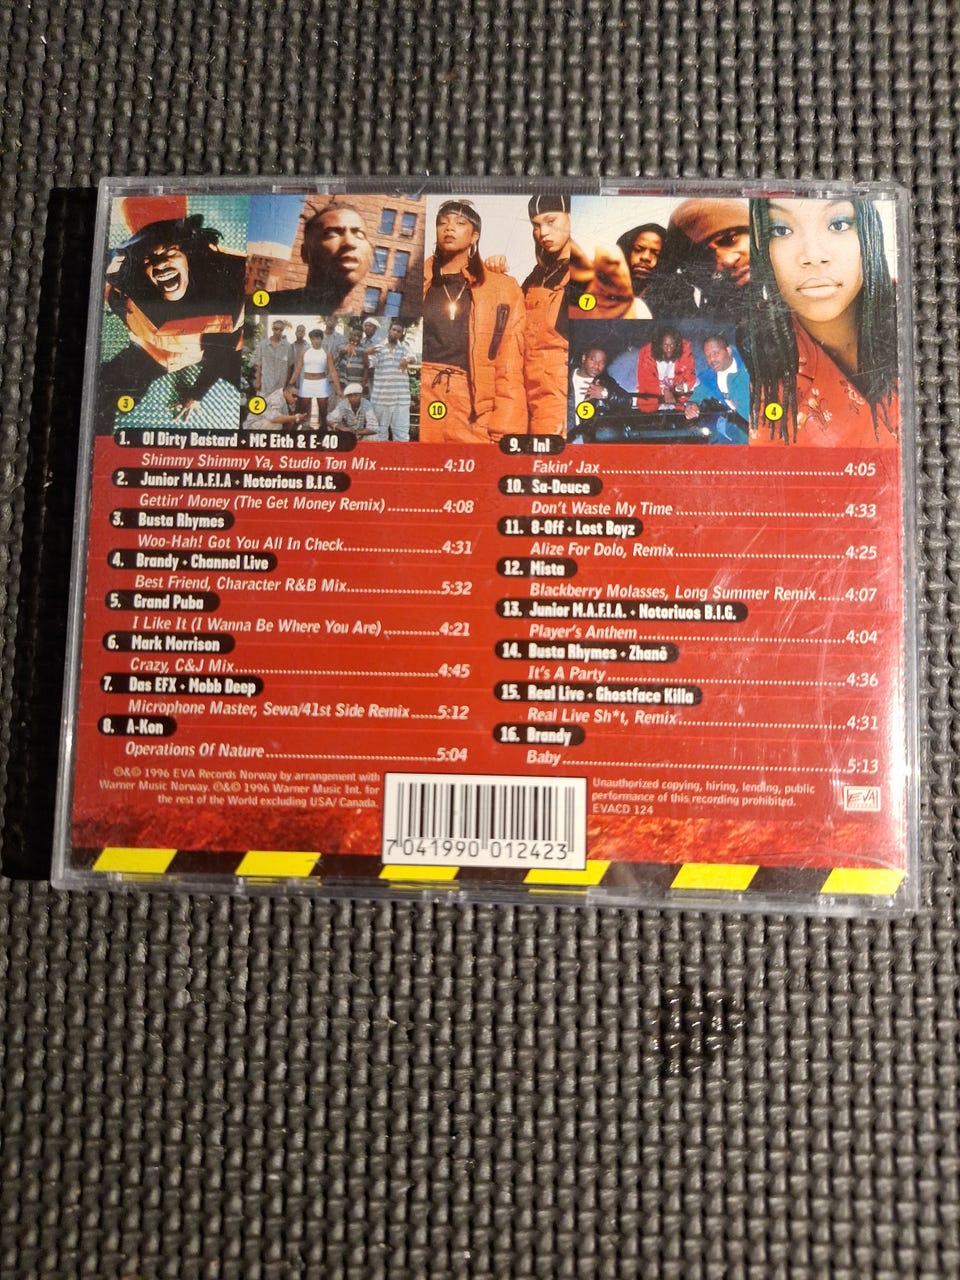 1
7
3
2
10
5
4
1. Ol Dirty Bastard • MC Eith & E-40
Shimmy Shimmy Ya, Studio Ton Mix ..............4:10
2. Junior M.A.F.I.A • Notorious B.I.G.
Gettin' Money (The Get Money Remix)..............4:08
3. Busta Rhymes
Woo-Hah! Got You All In Check......................4:31
4. Brandy • Channel Live
Best Friend, Character R&B Mix.....................5:32
5. Grand Puba
I Like It (I Wanna Be Where You Are)..............4:21
6. Mark Morrison
Crazy, C&J Mix.............................................4:45
7. Das EFX • Mobb Deep
Microphone Master, Sewa/41st Side Remix......5:12
8. A-Kon
Operations Of Nature.....................................5:04
9. Inl
Fakin' Jax.....................................................4:05
10. Sa-Deuce
Don't Waste My Time .....................................4:33
11. 8-Off • Lost Boyz
Alize For Dolo, Remix.....................................4:25
12. Mista
Blackberry Molasses, Long Summer Remix......4:07
13. Junior M.A.F.I.A. • Notoriuos B.I.G.
Player's Anthem............................................4:04
14. Busta Rhymes • Zhanē
It's A Party...................................................4:36
15. Real Live • Ghostface Killa
Real Live Sh*t, Remix.....................................4:31
16. Brandy
Baby............................................................5:13
℗&© 1996 EVA Records Norway by arrangement with
Warner Music Norway. ℗&© 1996 Warner Music Int. for
the rest of the World excluding USA/Canada.
7 041990 012423
Unauthorized copying, hiring, lending, public
performance of this recording prohibited.
EVACD 124
EVA